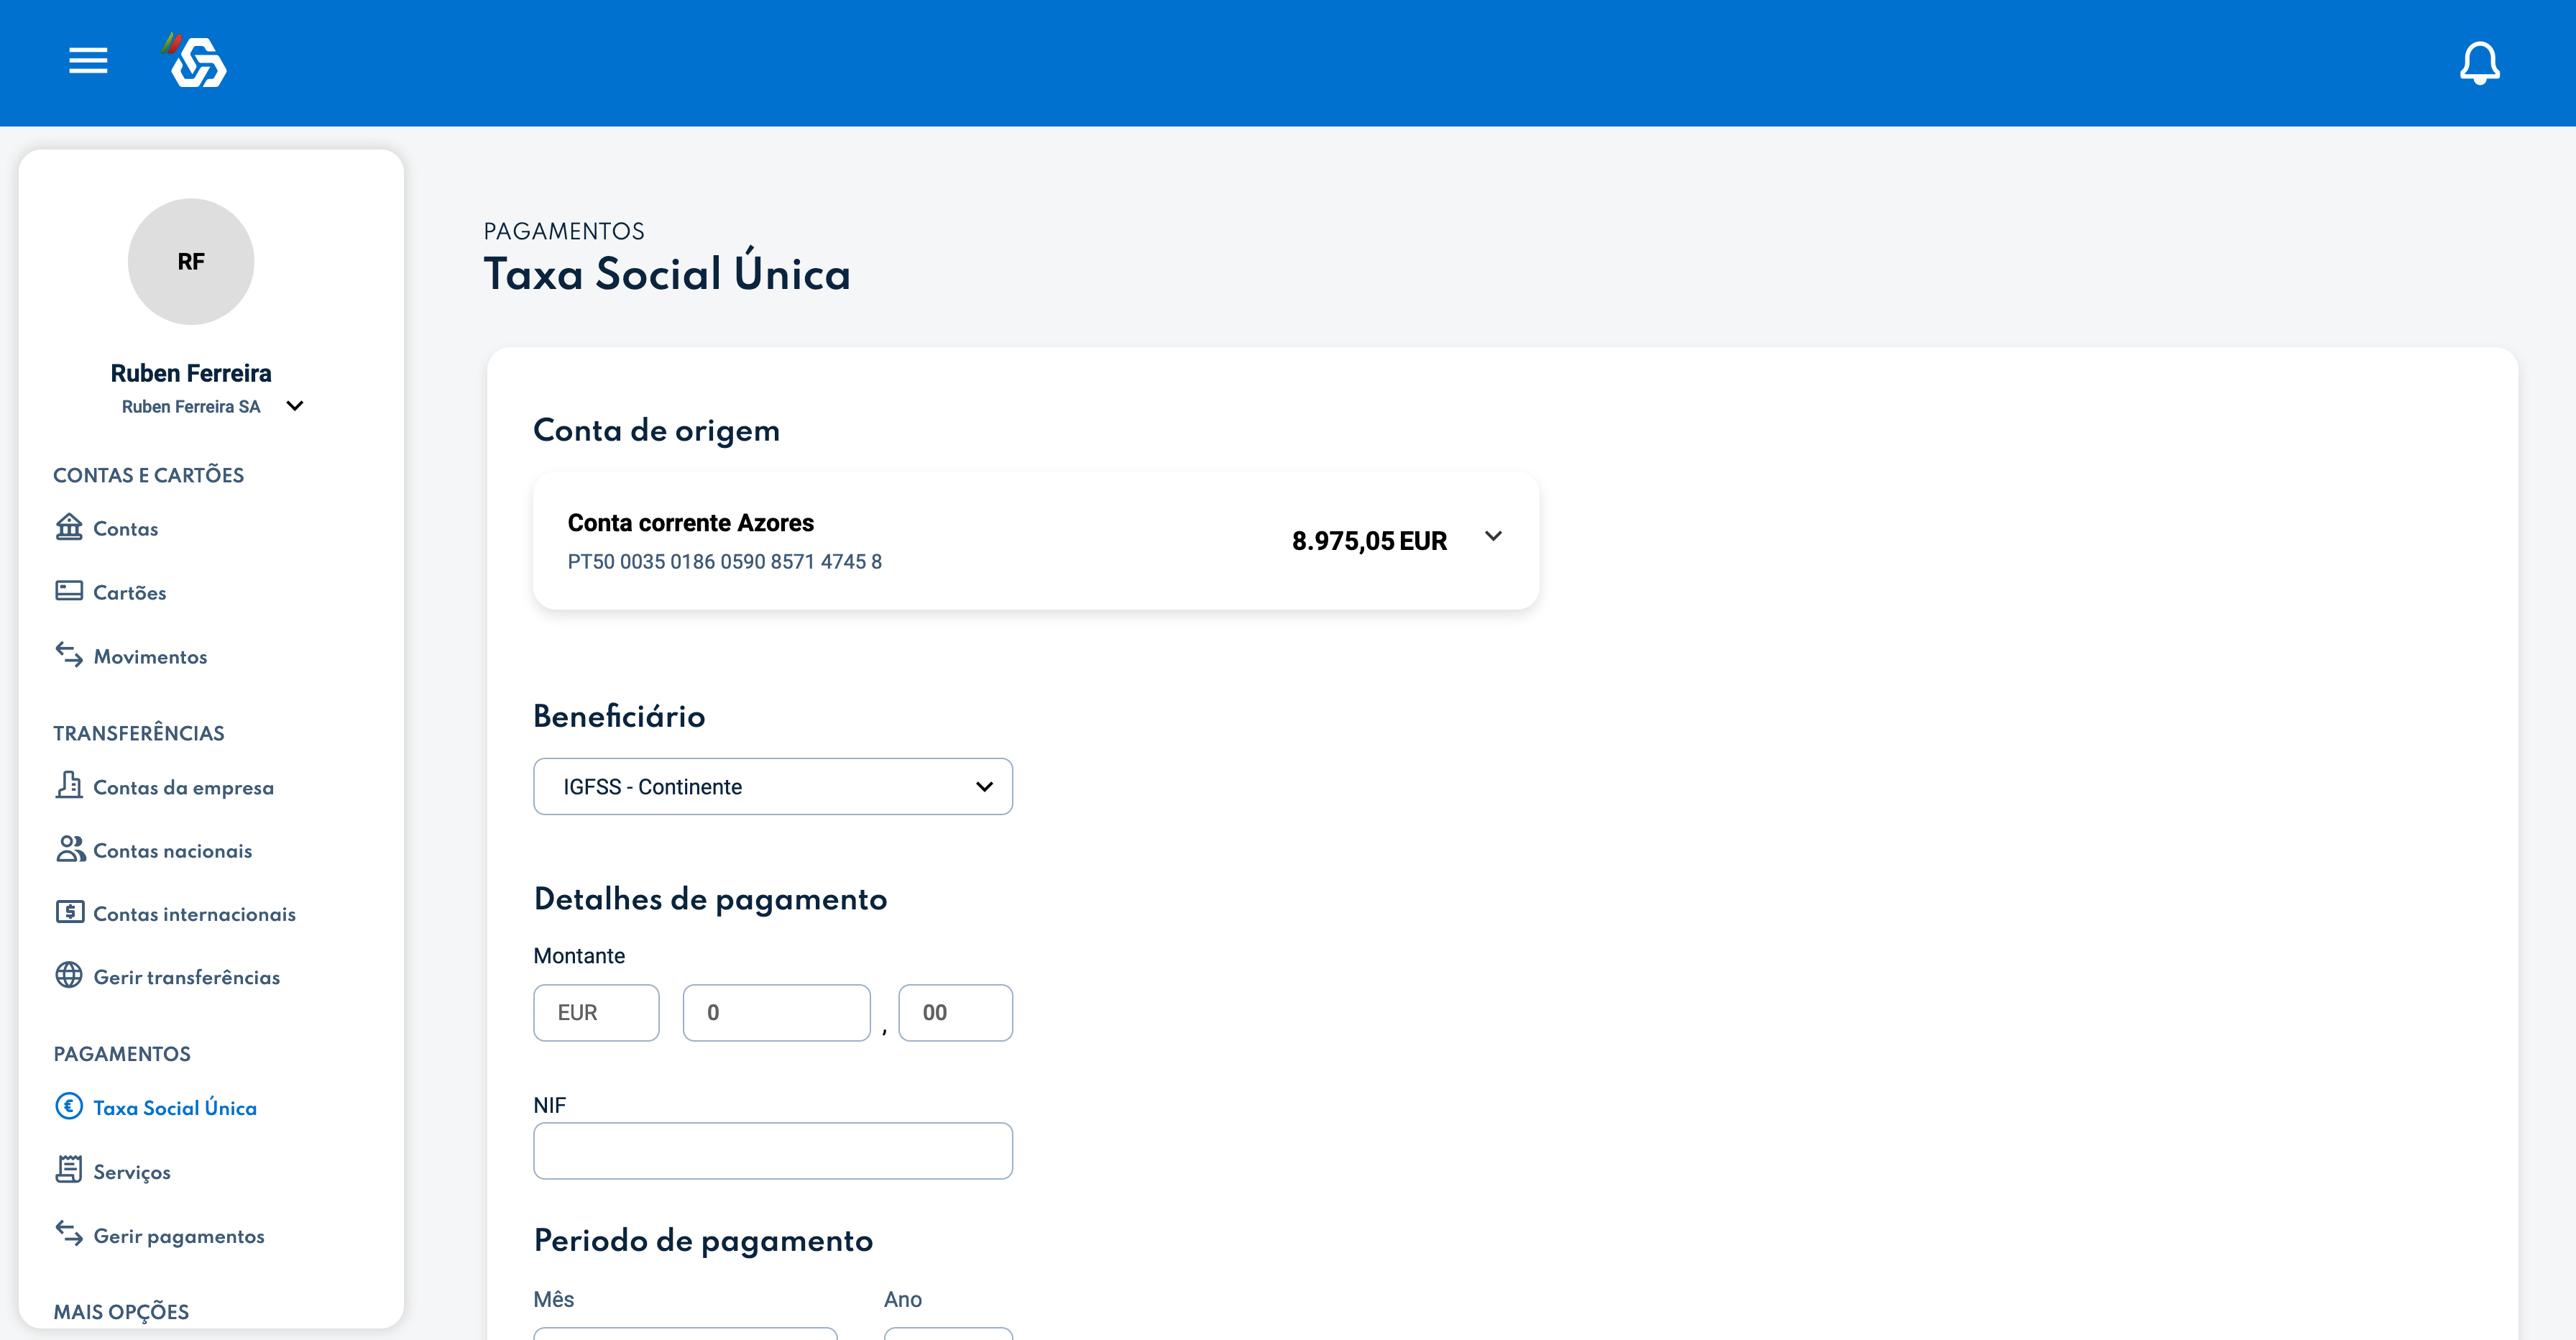 RF
Ruben Ferreira
Ruben Ferreira SA
CONTAS E CARTÕES
Contas
Cartões
Movimentos
TRANSFERÊNCIAS
Contas da empresa
Contas nacionais
Contas internacionais
Gerir transferências
PAGAMENTOS
Taxa Social Única
Serviços
Gerir pagamentos
MAIS OPÇÕES
PAGAMENTOS
Taxa Social Única
Conta de origem
Conta corrente Azores
PT50 0035 0186 0590 8571 4745 8
8.975,05 EUR
Beneficiário
IGFSS - Continente
Detalhes de pagamento
Montante
EUR 0 , 00
NIF
Periodo de pagamento
Mês Ano